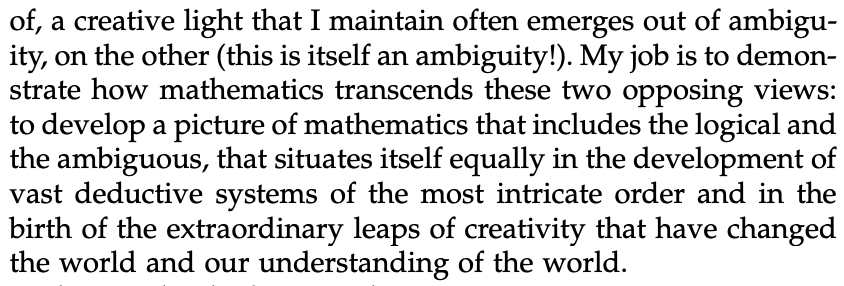 of, a creative light that I maintain often emerges out of ambigu-
ity, on the other (this is itself an ambiguity!). My job is to demon-
strate how mathematics transcends these two opposing views:
to develop a picture of mathematics that includes the logical and
the ambiguous, that situates itself equally in the development of
vast deductive systems of the most intricate order and in the
birth of the extraordinary leaps of creativity that have changed
the world and our understanding of the world.